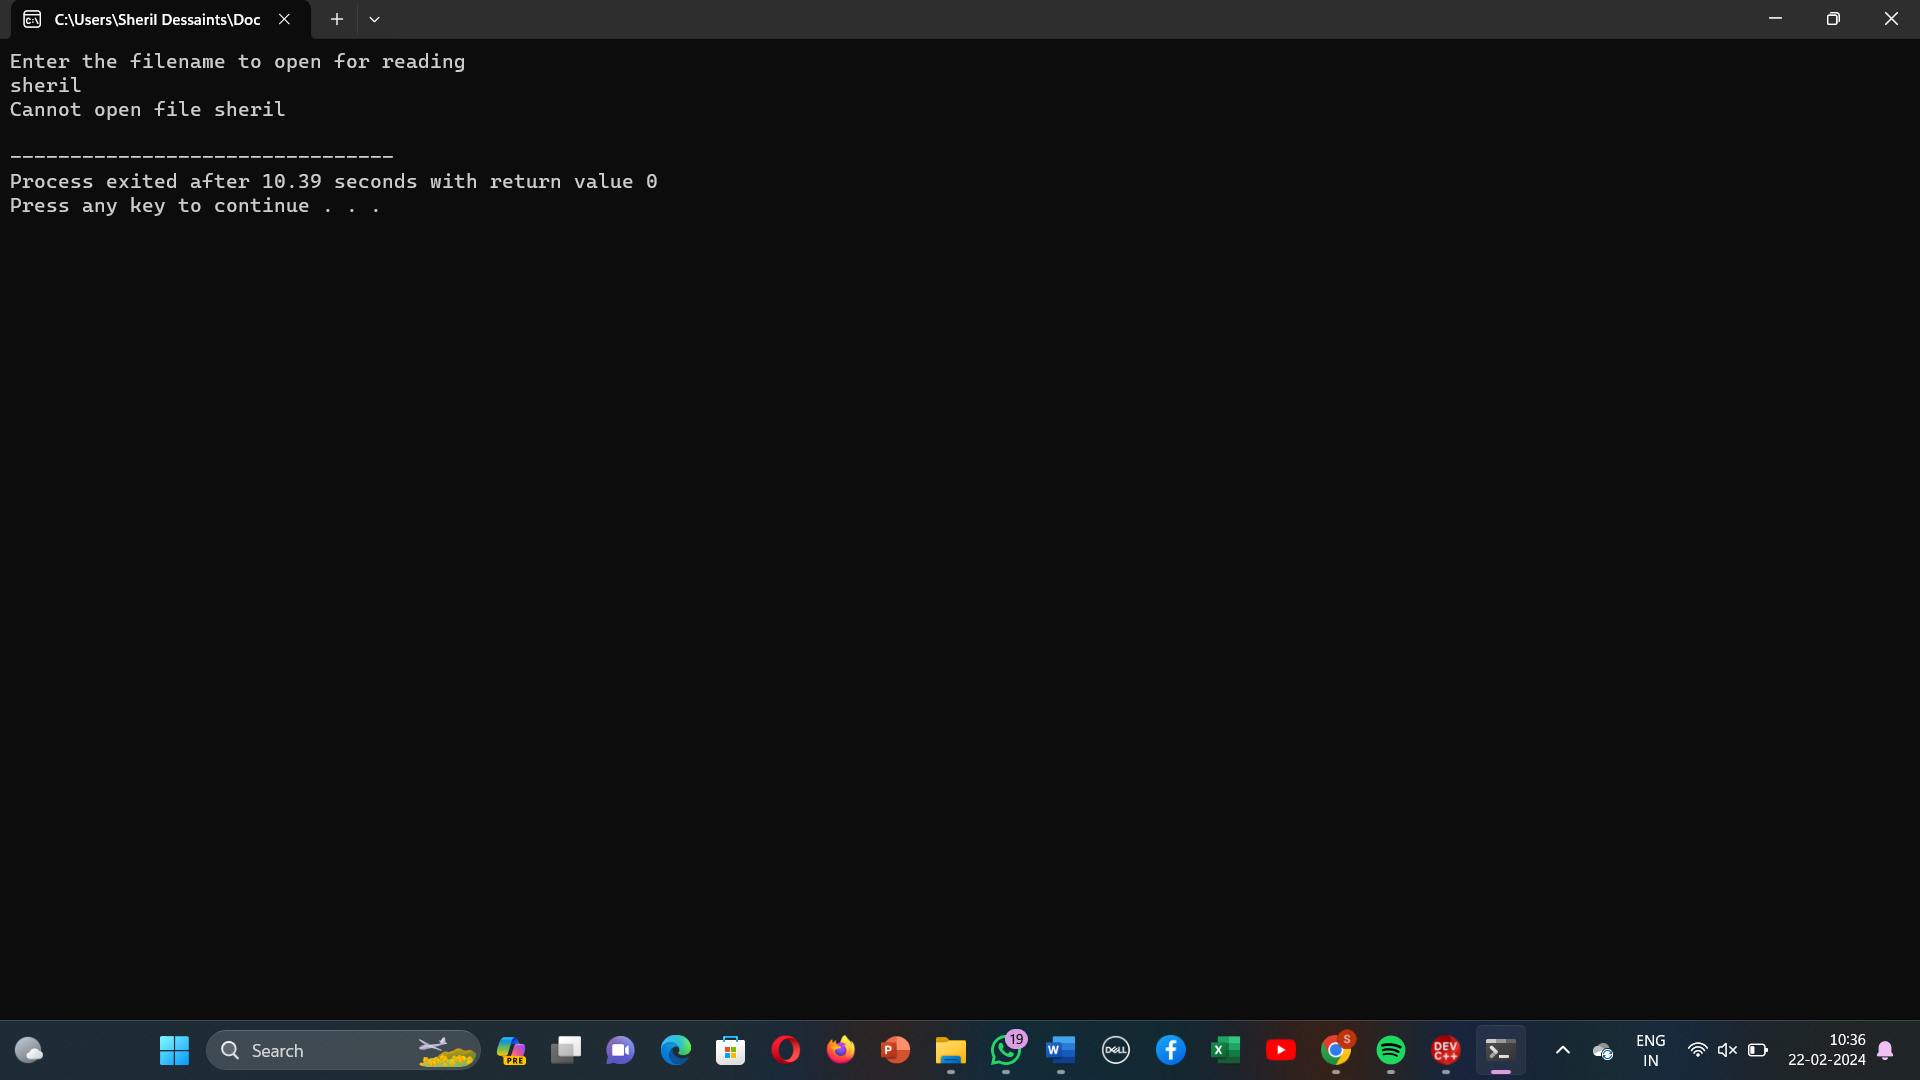 C:\Users\Sheril Dessaints\Doc
Enter the filename to open for reading
sheril
Cannot open file sheril
--------------------------------
Process exited after 10.39 seconds with return value 0
Press any key to continue . . .
Search
PRE
P
19
W
DELL
X
S
DEV
C++
ENG
IN
10:36
22-02-2024